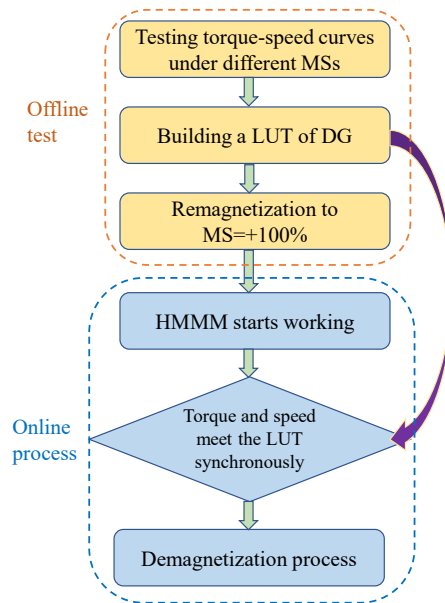 Testing torque-speed curves
under different MSs
Offline
test
Building a LUT of DG
Remagnetization to
MS=+100%
HMMM starts working
Online
process
Torque and speed
meet the LUT
synchronously
Demagnetization process